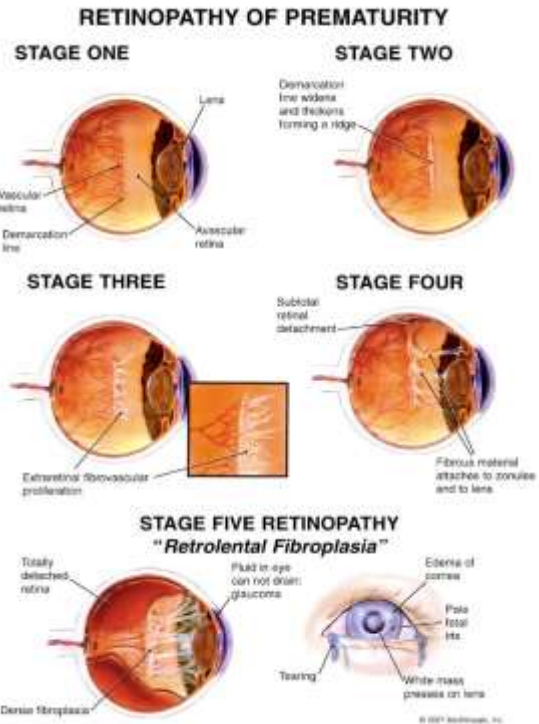 RETINOPATHY OF PREMATURITY
STAGE ONE
Lens
Vascular
retina
Demarcation
line
Avascular
retina
STAGE TWO
Demarcation
line widens
and thickens
forming a ridge
STAGE THREE
Extraretinal fibrovascular
proliferation
STAGE FOUR
Subtotal
retinal
detachment
Fibrous material
attaches to zonules
and to lens
STAGE FIVE RETINOPATHY
"Retrolental Fibroplasia"
Totally
detached
retina
Fluid in eye
can not drain:
glaucoma
Dense fibroplasia
Edema of
cornea
Pale
fetal
iris
Tearing
White mass
presses on lens